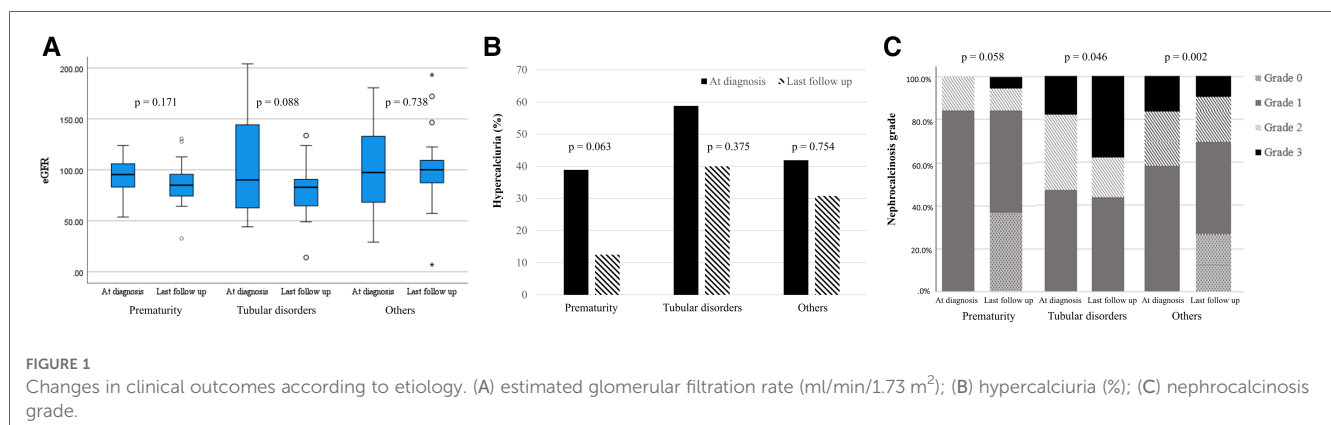 A
200.00
150.00
100.00
50.00
.00
eGFR
p = 0.171
p = 0.088
p = 0.738
At diagnosis Last follow up At diagnosis Last follow up At diagnosis Last follow up
Prematurity Tubular disorders Others
B
70
60
50
40
30
20
10
0
Hypercalciuria (%)
At diagnosis Last follow up
p = 0.063
p = 0.375
p = 0.754
Prematurity Tubular disorders Others
C
p = 0.058 p = 0.046 p = 0.002
100.0%
80.0%
60.0%
40.0%
20.0%
.0%
Nephrocalcinosis grade
Grade 0
Grade 1
Grade 2
Grade 3
At diagnosis Last follow up At diagnosis Last follow up At diagnosis Last follow up
Prematurity Tubular disorders Others
FIGURE 1
Changes in clinical outcomes according to etiology. (A) estimated glomerular filtration rate (ml/min/1.73 m²); (B) hypercalciuria (%); (C) nephrocalcinosis
grade.